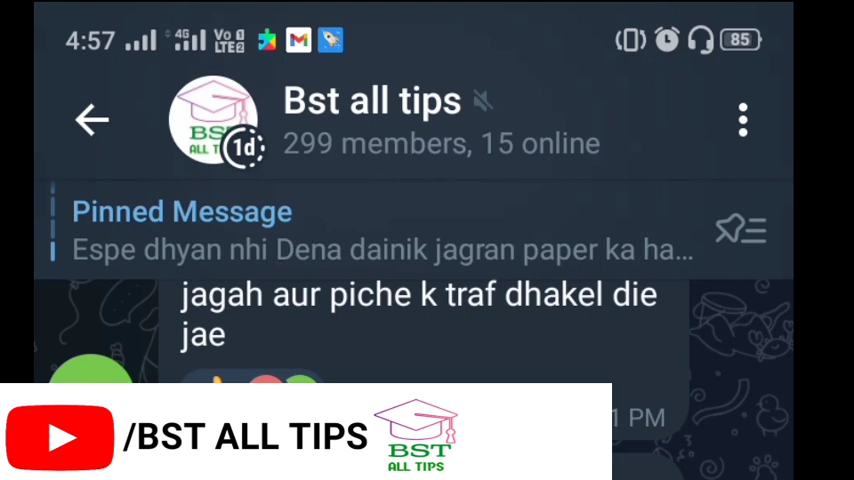 4:57 4G Vo 1 LTE2 85
BST
ALL T
1d
Bst all tips
299 members, 15 online
Pinned Message
Espe dhyan nhi Dena dainik jagran paper ka ha...
jagah aur piche k traf dhakel die
jae
1 PM
/BST ALL TIPS
BST
ALL TIPS